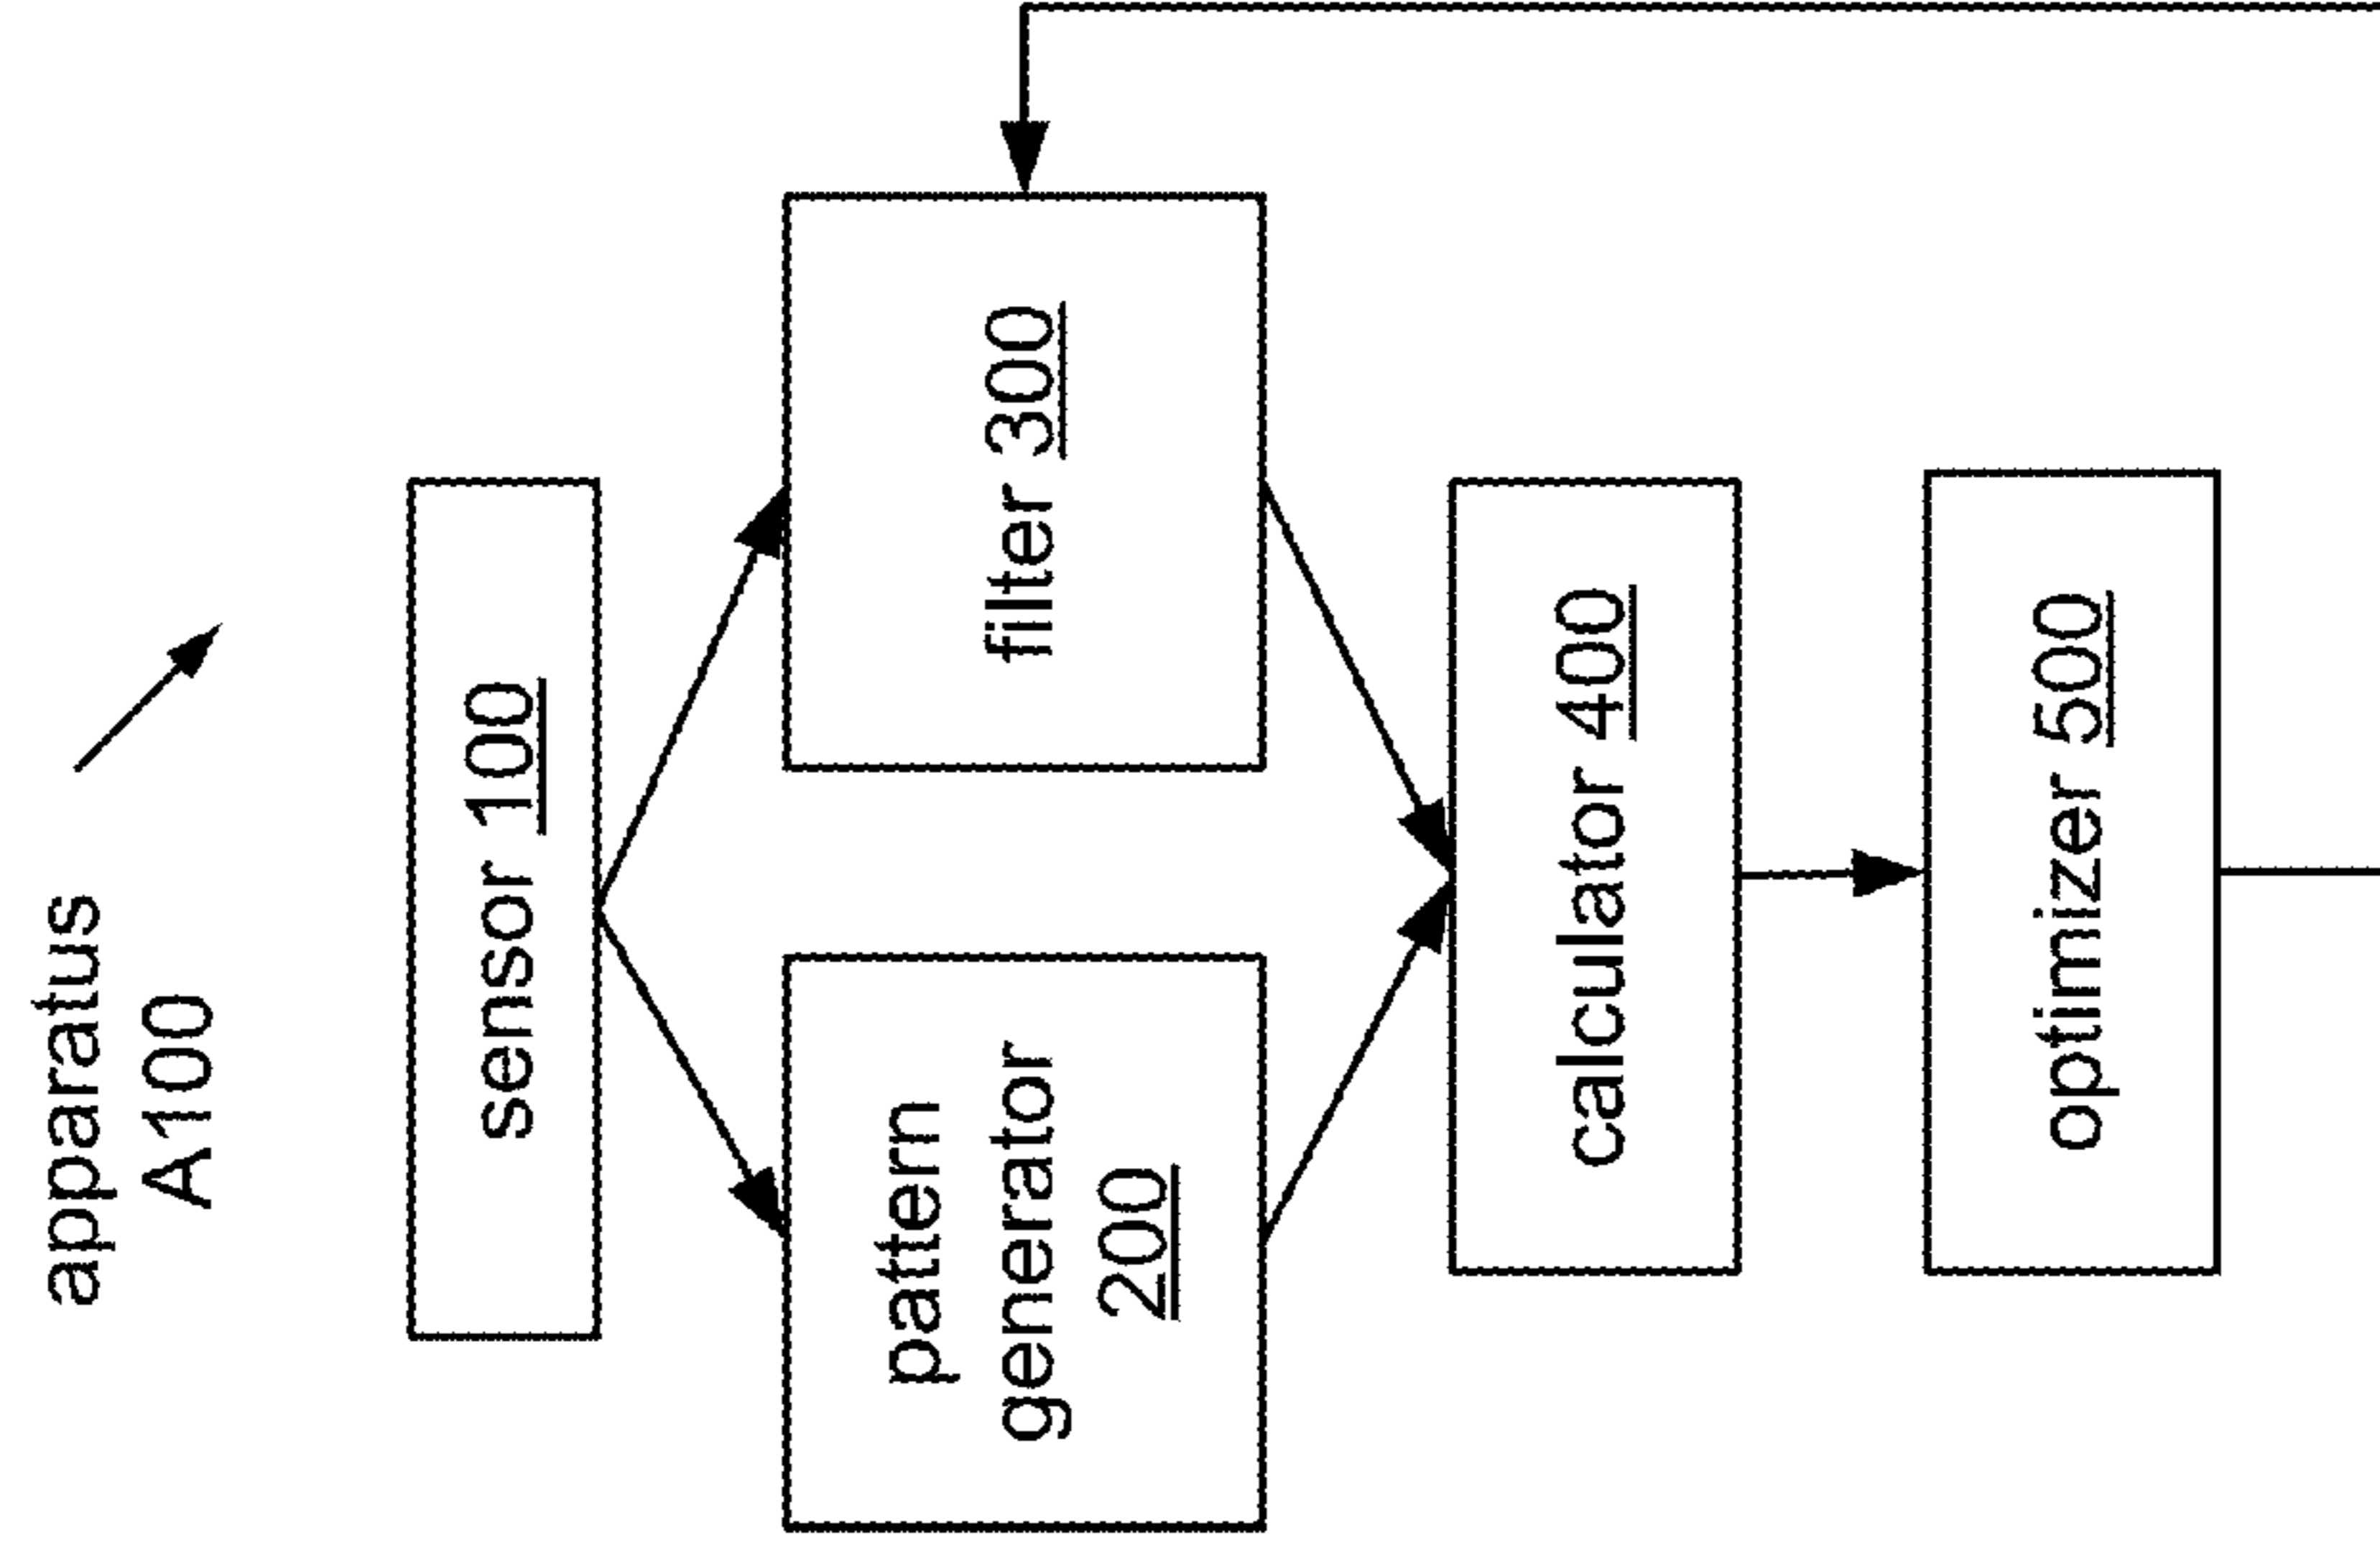 apparatus
A100
sensor 100
pattern
generator
200
filter 300
calculator 400
optimizer 500